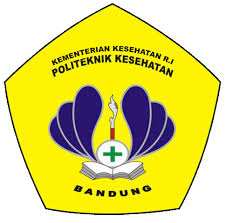 KEMENTERIAN KESEHATAN R.I
POLITEKNIK KESEHATAN
BANDUNG